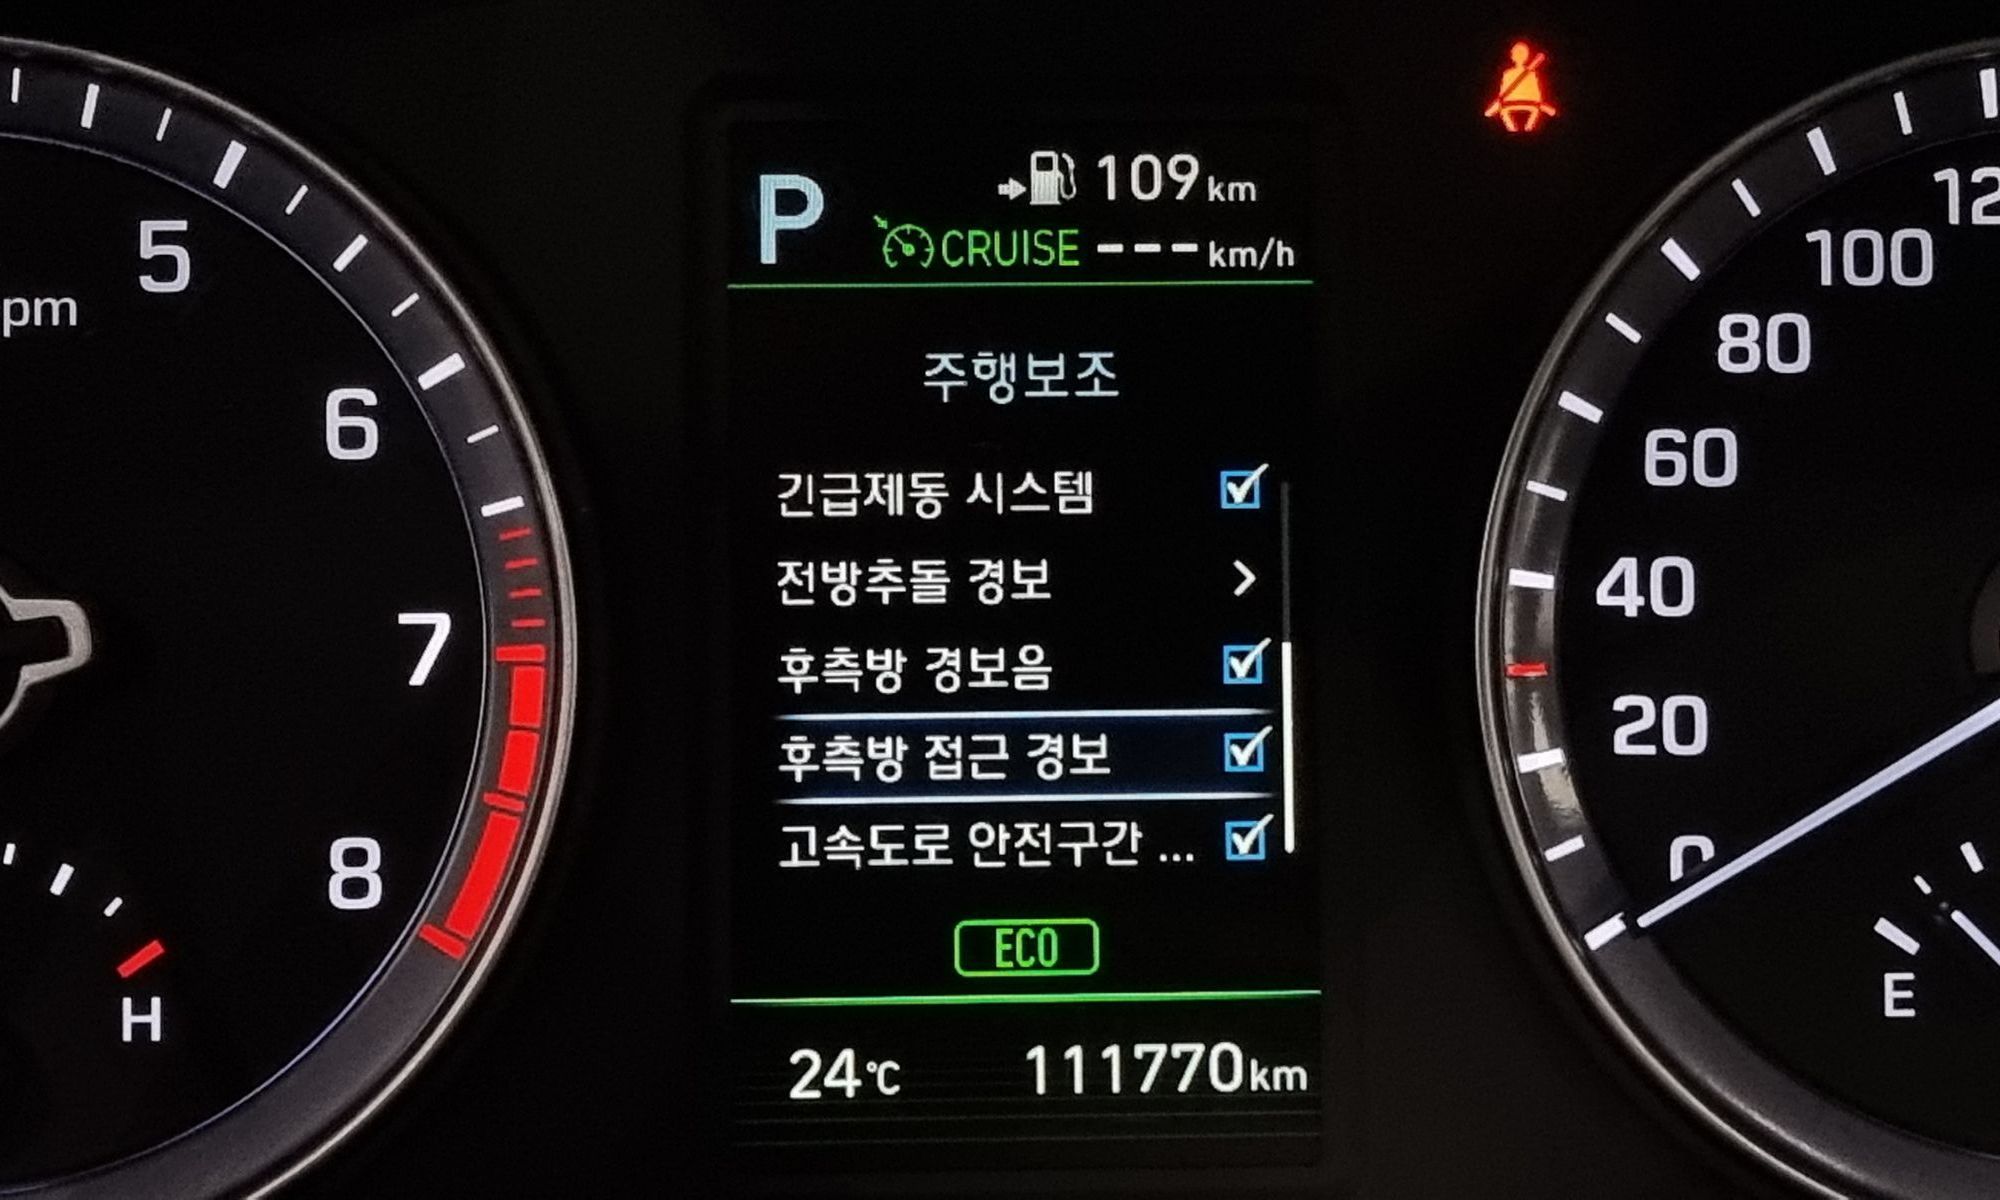 P
109km
CRUISE ---km/h
주행보조
긴급제동 시스템
전방추돌 경보 >
후측방 경보음
후측방 접근 경보
고속도로 안전구간 ...
ECO
24°C 111770km
5
pm
6
7
8
H
12
100
80
60
40
20
0
E